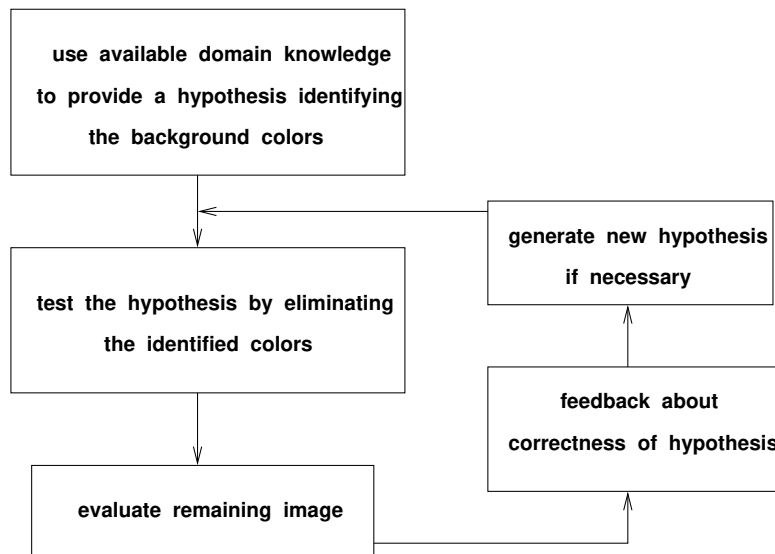 use available domain knowledge
to provide a hypothesis identifying
the background colors
test the hypothesis by eliminating
the identified colors
evaluate remaining image
feedback about
correctness of hypothesis
generate new hypothesis
if necessary